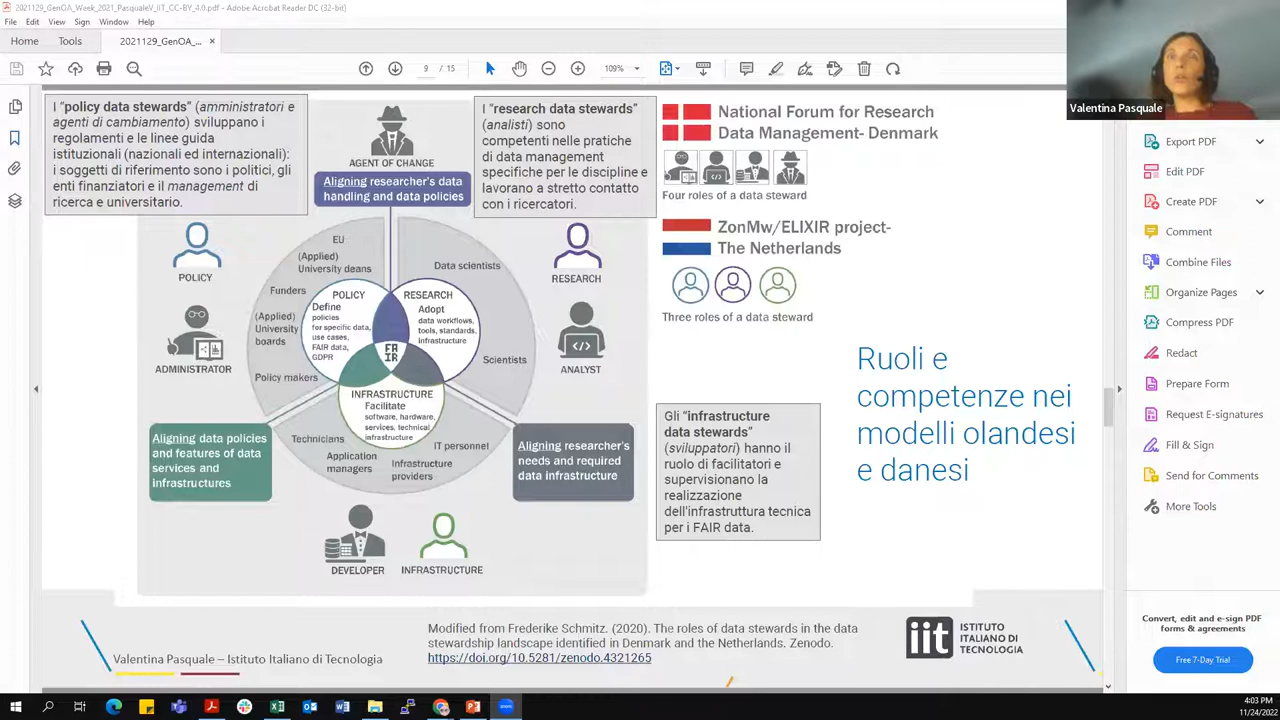 2021129_GenOA_Week_2021_PasqualeV_IIT_CC-BY_4.0.pdf - Adobe Acrobat Reader DC (32-bit)
File Edit View Sign Window Help
Home Tools 2021129_GenOA_... ×
9 / 15 109%
Valentina Pasquale
I “policy data stewards” (amministratori e
agenti di cambiamento) sviluppano i
regolamenti e le linee guida
istituzionali (nazionali ed internazionali):
i soggetti di riferimento sono i politici, gli
enti finanziatori e il management di
ricerca e universitario.
AGENT OF CHANGE
Aligning researcher's data
handling and data policies
I “research data stewards”
(analisti) sono
competenti nelle pratiche
di data management
specifiche per le discipline e
lavorano a stretto contatto
con i ricercatori.
National Forum for Research
Data Management- Denmark
Four roles of a data steward
ZonMw/ELIXIR project-
The Netherlands
Three roles of a data steward
POLICY
ADMINISTRATOR
EU
(Applied)
University deans
Funders
(Applied)
University
boards
Policy makers
Data scientists
Scientists
RESEARCH
ANALYST
POLICY
Define
policies
for specific data,
use cases,
FAIR data,
GDPR
RESEARCH
Adopt
data workflows,
tools, standards,
infrastructure
FA
IR
INFRASTRUCTURE
Facilitate
software, hardware,
services, technical
infrastructure
Technicians
Application
managers
Infrastructure
providers
IT personnel
Aligning data policies
and features of data
services and
infrastructures
Aligning researcher's
needs and required
data infrastructure
DEVELOPER
INFRASTRUCTURE
Gli “infrastructure
data stewards”
(sviluppatori) hanno il
ruolo di facilitatori e
supervisionano la
realizzazione
dell'infrastruttura tecnica
per i FAIR data.
Ruoli e
competenze nei
modelli olandesi
e danesi
Valentina Pasquale – Istituto Italiano di Tecnologia
Modified from Frederike Schmitz. (2020). The roles of data stewards in the data
stewardship landscape identified in Denmark and the Netherlands. Zenodo.
https://doi.org/10.5281/zenodo.4321265
iit
ISTITUTO
ITALIANO DI
TECNOLOGIA
Export PDF
Edit PDF
Create PDF
Comment
Combine Files
Organize Pages
Compress PDF
Redact
Prepare Form
Request E-signatures
Fill & Sign
Send for Comments
More Tools
Convert, edit and e-sign PDF
forms & agreements
Free 7-Day Trial
4:03 PM
11/24/2022